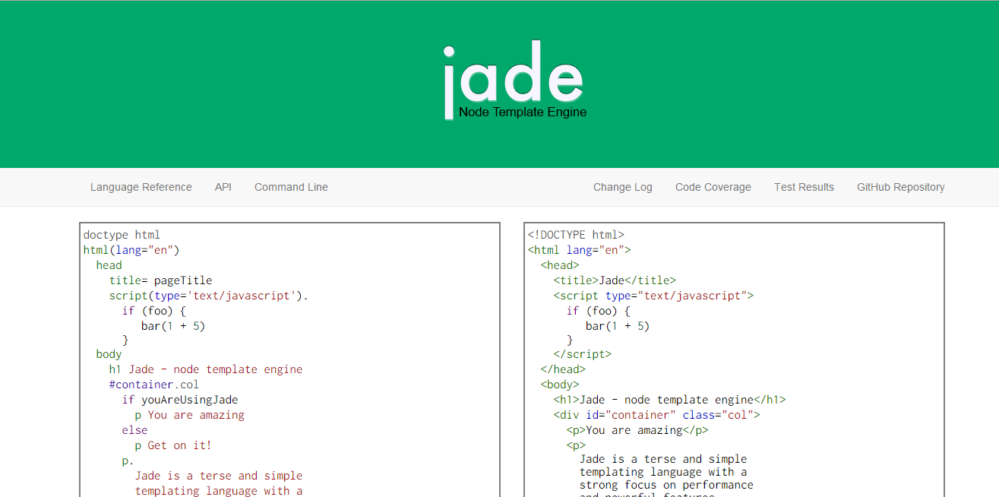 jade
Node Template Engine
Language Reference API Command Line Change Log Code Coverage Test Results GitHub Repository
doctype html
html(lang="en")
  head
    title= pageTitle
    script(type='text/javascript').
      if (foo) {
         bar(1 + 5)
      }
  body
    h1 Jade - node template engine
    #container.col
      if youAreUsingJade
        p You are amazing
      else
        p Get on it!
      p.
        Jade is a terse and simple
        templating language with a
<!DOCTYPE html>
<html lang="en">
  <head>
    <title>Jade</title>
    <script type="text/javascript">
      if (foo) {
         bar(1 + 5)
      }
    </script>
  </head>
  <body>
    <h1>Jade - node template engine</h1>
    <div id="container" class="col">
      <p>You are amazing</p>
      <p>
        Jade is a terse and simple
        templating language with a
        strong focus on performance
        and powerful features